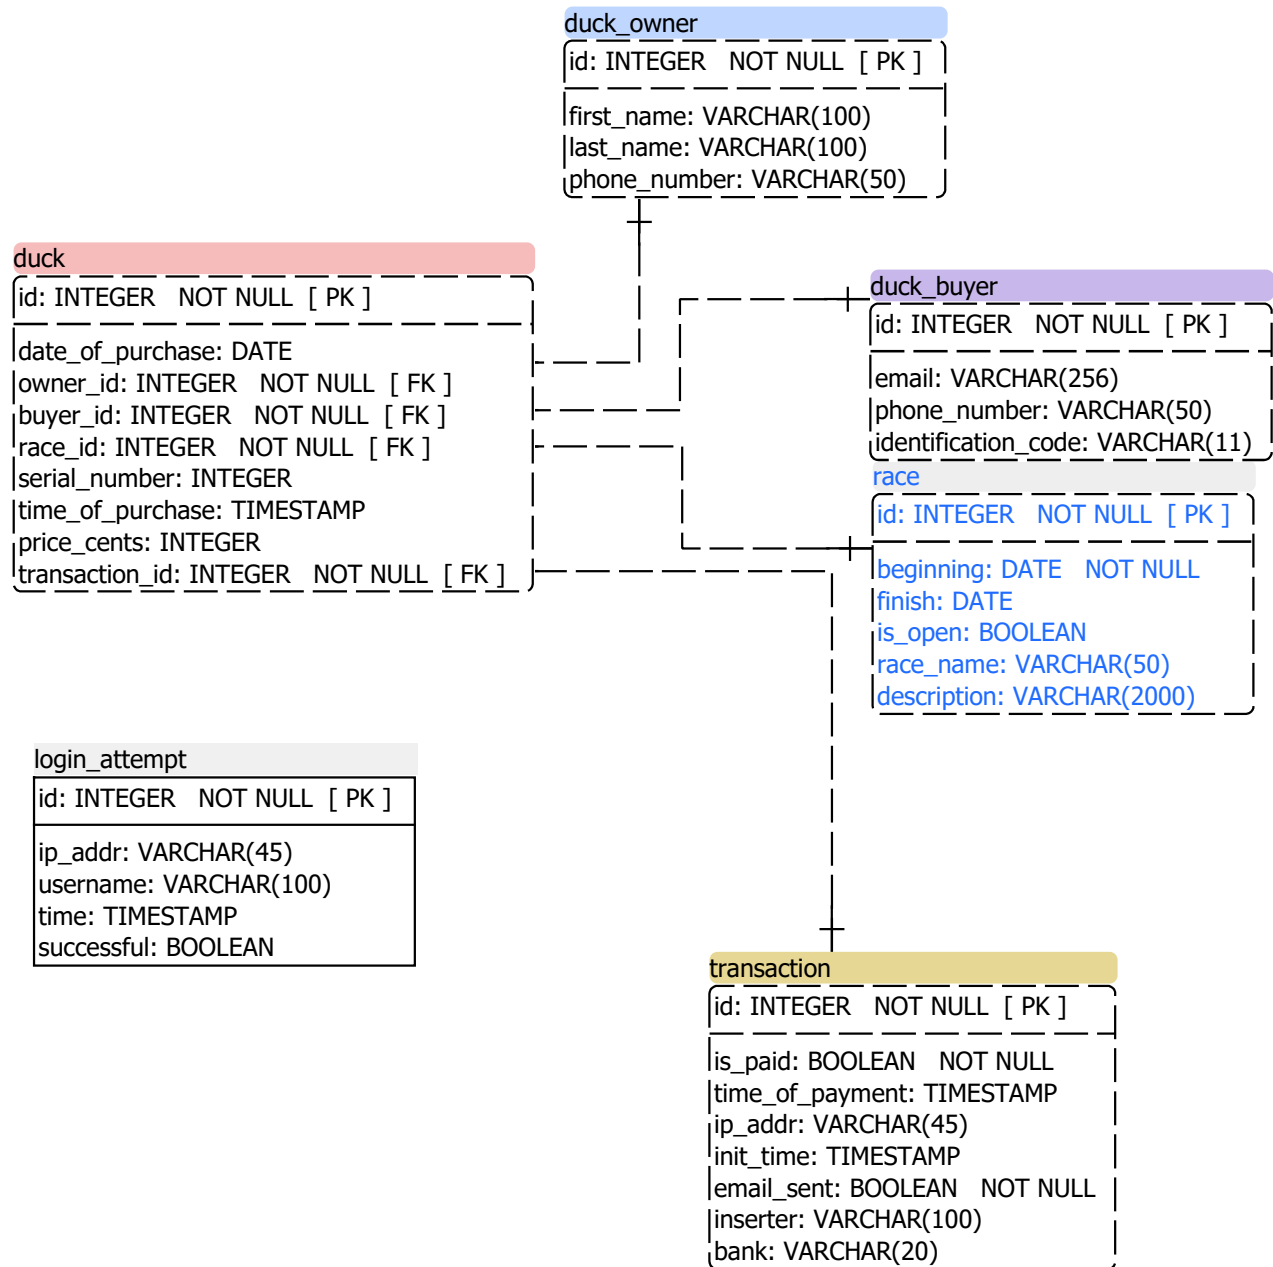 duck_owner
id: INTEGER   NOT NULL  [ PK ]
first_name: VARCHAR(100)
last_name: VARCHAR(100)
phone_number: VARCHAR(50)
duck
id: INTEGER   NOT NULL  [ PK ]
date_of_purchase: DATE
owner_id: INTEGER   NOT NULL  [ FK ]
buyer_id: INTEGER   NOT NULL  [ FK ]
race_id: INTEGER   NOT NULL  [ FK ]
serial_number: INTEGER
time_of_purchase: TIMESTAMP
price_cents: INTEGER
transaction_id: INTEGER   NOT NULL  [ FK ]
duck_buyer
id: INTEGER   NOT NULL  [ PK ]
email: VARCHAR(256)
phone_number: VARCHAR(50)
identification_code: VARCHAR(11)
race
id: INTEGER   NOT NULL  [ PK ]
beginning: DATE   NOT NULL
finish: DATE
is_open: BOOLEAN
race_name: VARCHAR(50)
description: VARCHAR(2000)
login_attempt
id: INTEGER   NOT NULL  [ PK ]
ip_addr: VARCHAR(45)
username: VARCHAR(100)
time: TIMESTAMP
successful: BOOLEAN
transaction
id: INTEGER   NOT NULL  [ PK ]
is_paid: BOOLEAN   NOT NULL
time_of_payment: TIMESTAMP
ip_addr: VARCHAR(45)
init_time: TIMESTAMP
email_sent: BOOLEAN   NOT NULL
inserter: VARCHAR(100)
bank: VARCHAR(20)